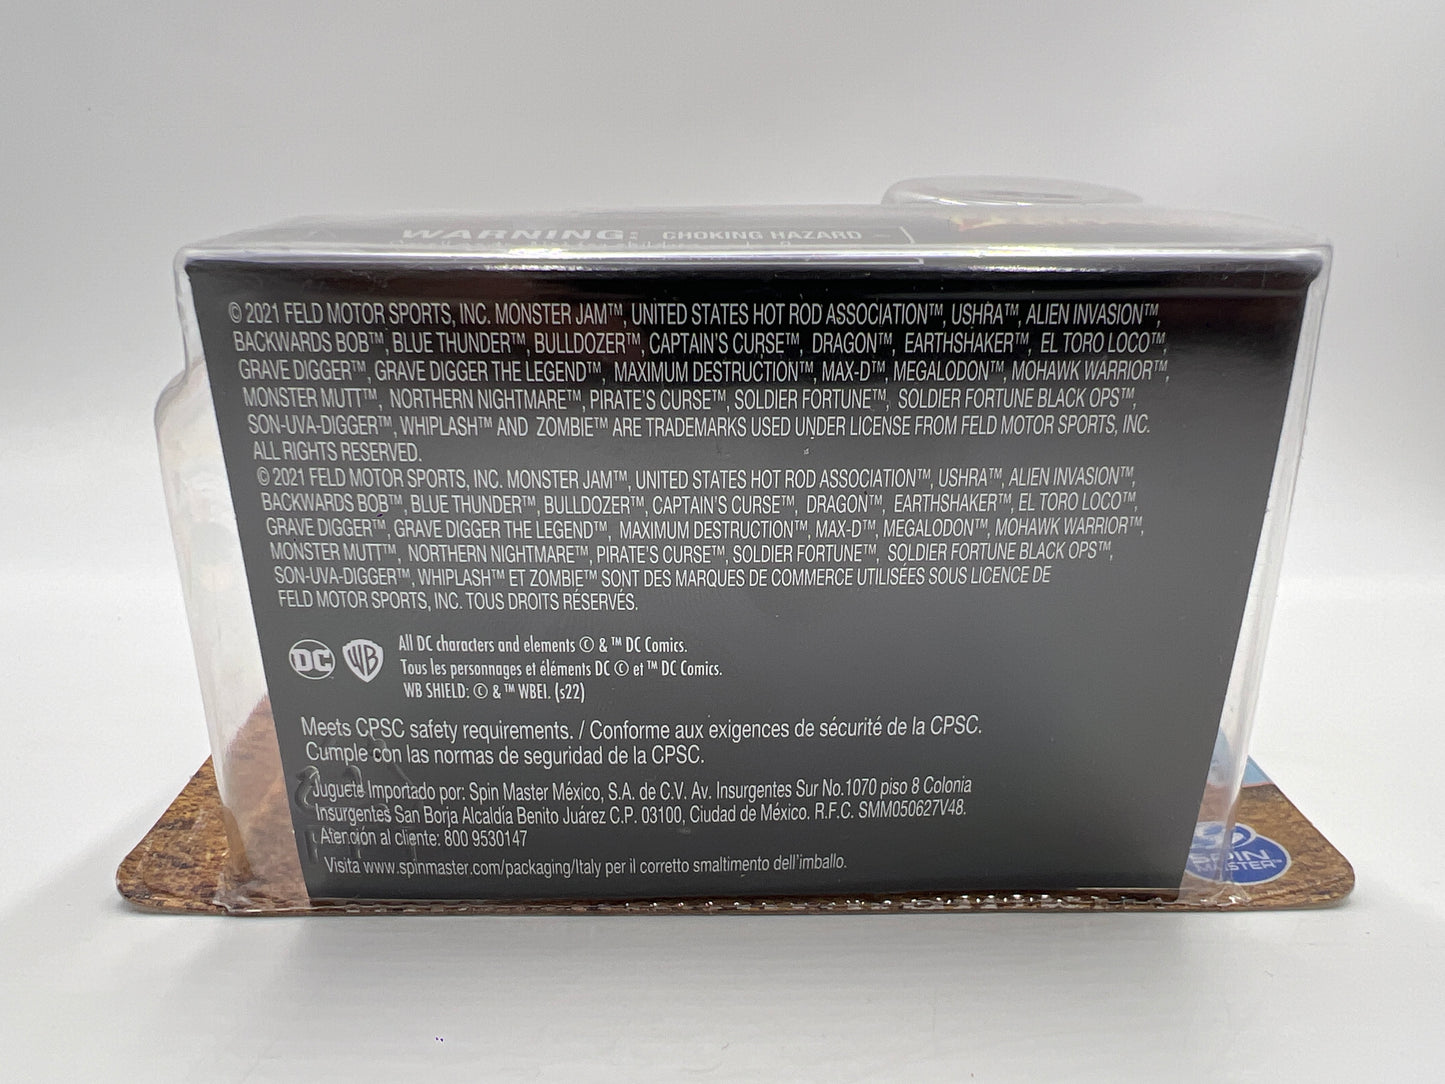 WARNING: CHOKING HAZARD –
© 2021 FELD MOTOR SPORTS, INC. MONSTER JAM™, UNITED STATES HOT ROD ASSOCIATION™, USHRA™, ALIEN INVASION™,
BACKWARDS BOB™, BLUE THUNDER™, BULLDOZER™, CAPTAIN'S CURSE™, DRAGON™, EARTHSHAKER™, EL TORO LOCO™,
GRAVE DIGGER™, GRAVE DIGGER THE LEGEND™, MAXIMUM DESTRUCTION™, MAX-D™, MEGALODON™, MOHAWK WARRIOR™,
MONSTER MUTT™, NORTHERN NIGHTMARE™, PIRATE'S CURSE™, SOLDIER FORTUNE™, SOLDIER FORTUNE BLACK OPS™,
SON-UVA-DIGGER™, WHIPLASH™ AND ZOMBIE™ ARE TRADEMARKS USED UNDER LICENSE FROM FELD MOTOR SPORTS, INC.
ALL RIGHTS RESERVED.
© 2021 FELD MOTOR SPORTS, INC. MONSTER JAM™, UNITED STATES HOT ROD ASSOCIATION™, USHRA™, ALIEN INVASION™,
BACKWARDS BOB™, BLUE THUNDER™, BULLDOZER™, CAPTAIN'S CURSE™, DRAGON™, EARTHSHAKER™, EL TORO LOCO™,
GRAVE DIGGER™, GRAVE DIGGER THE LEGEND™, MAXIMUM DESTRUCTION™, MAX-D™, MEGALODON™, MOHAWK WARRIOR™,
MONSTER MUTT™, NORTHERN NIGHTMARE™, PIRATE'S CURSE™, SOLDIER FORTUNE™, SOLDIER FORTUNE BLACK OPS™,
SON-UVA-DIGGER™, WHIPLASH™ ET ZOMBIE™ SONT DES MARQUES DE COMMERCE UTILISÉES SOUS LICENCE DE
FELD MOTOR SPORTS, INC. TOUS DROITS RÉSERVÉS.
DC WB
All DC characters and elements © & ™ DC Comics.
Tous les personnages et éléments DC © et ™ DC Comics.
WB SHIELD: © & ™ WBEI. (s22)
Meets CPSC safety requirements. / Conforme aux exigences de sécurité de la CPSC.
Cumple con las normas de seguridad de la CPSC.
Juguete Importado por: Spin Master México, S.A. de C.V. Av. Insurgentes Sur No.1070 piso 8 Colonia
Insurgentes San Borja Alcaldía Benito Juárez C.P. 03100, Ciudad de México. R.F.C. SMM050627V48.
Atención al cliente: 800 9530147
Visita www.spinmaster.com/packaging/Italy per il corretto smaltimento dell'imballo.
SPIN
MASTER™